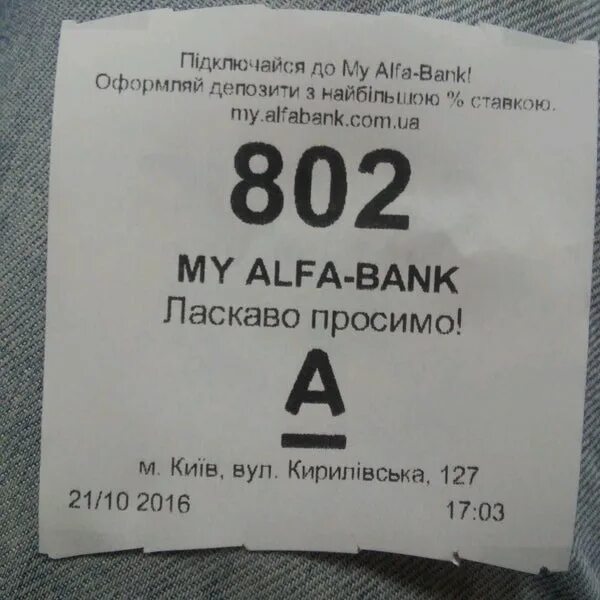 Підключайся до My Alfa-Bank!
Оформляй депозити з найбільшою % ставкою.
my.alfabank.com.ua
802
MY ALFA-BANK
Ласкаво просимо!
А
м. Київ, вул. Кирилівська, 127
21/10 2016 17:03